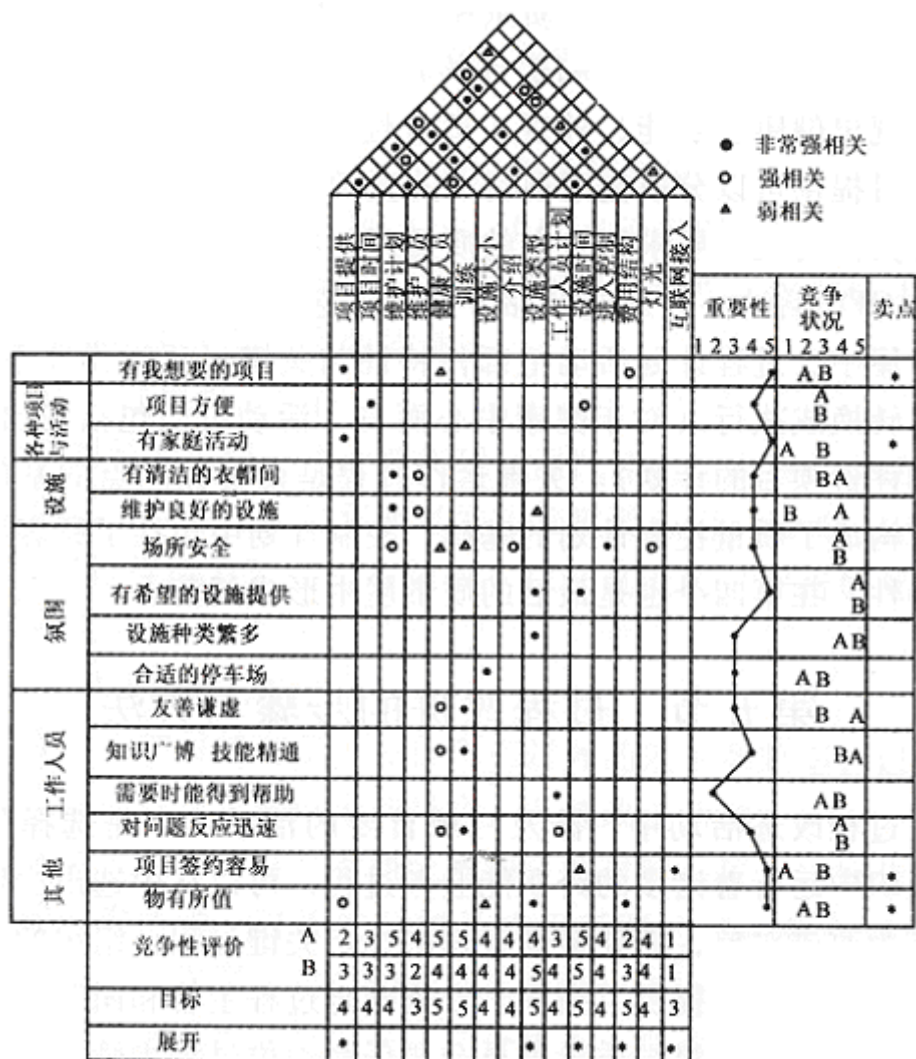 ● 非常强相关
○ 强相关
▲ 弱相关
项目提供
项目时间
维护计划
维护人员
健康人员
训练
设施大小
介绍
设施类型
工作人员计划
设施时间
进入控制
费用结构
灯光
互联网接入
重要性 竞争状况 卖点
1 2 3 4 5 1 2 3 4 5
各种项目与活动
有我想要的项目 A B
项目方便 A B
有家庭活动 A B
设施
有清洁的衣帽间 B A
维护良好的设施 B A
氛围
场所安全 A B
有希望的设施提供 A B
设施种类繁多 A B
合适的停车场 A B
工作人员
友善谦虚 B A
知识广博 技能精通 B A
需要时能得到帮助 A B
对问题反应迅速 A B
其他
项目签约容易 A B
物有所值 A B
竞争性评价
A 2 3 5 4 5 5 4 4 4 3 5 4 2 4 1
B 3 3 3 2 4 4 4 4 5 4 5 4 3 4 1
目标 4 4 4 3 5 5 4 4 5 4 5 4 5 4 3
展开